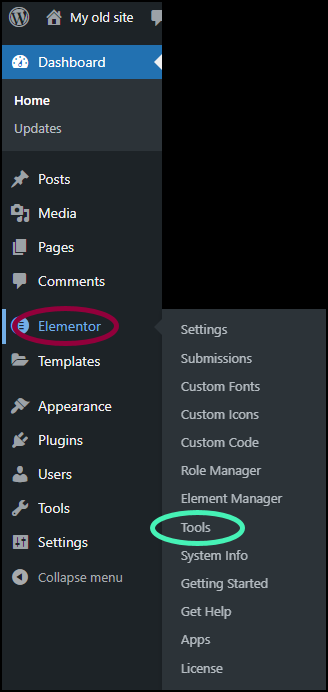 My old site
Dashboard
Home
Updates
Posts
Media
Pages
Comments
Elementor
Templates
Appearance
Plugins
Users
Tools
Settings
Collapse menu
Settings
Submissions
Custom Fonts
Custom Icons
Custom Code
Role Manager
Element Manager
Tools
System Info
Getting Started
Get Help
Apps
License